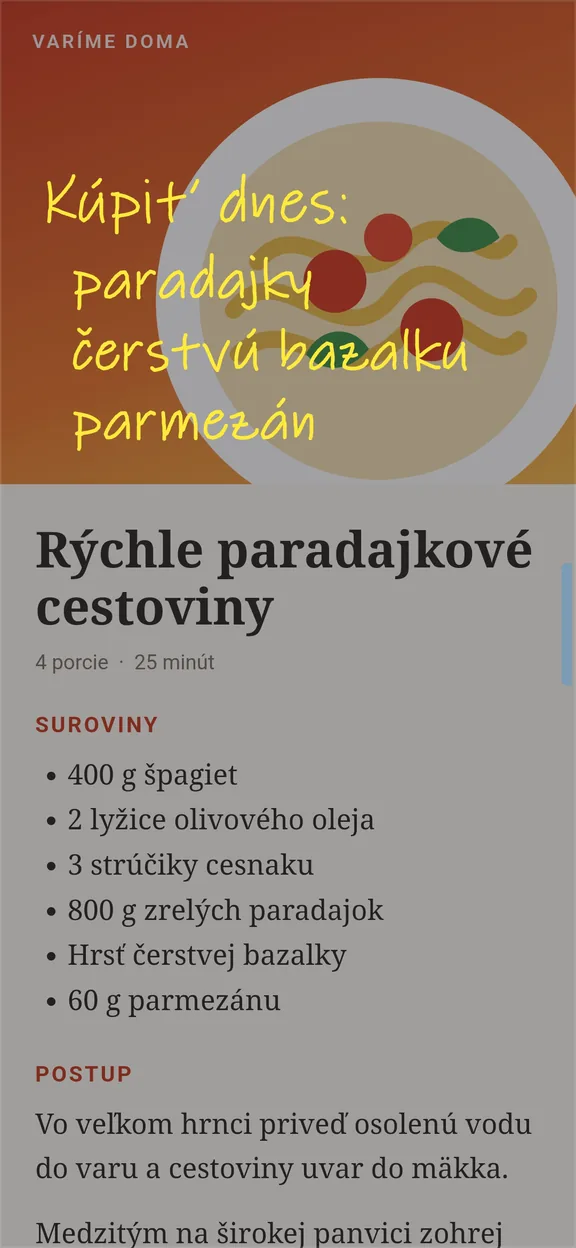 VARÍME DOMA
Kúpiť dnes:
paradajky
čerstvú bazalku
parmezán
Rýchle paradajkové
cestoviny
4 porcie · 25 minút
SUROVINY
• 400 g špagiet
• 2 lyžice olivového oleja
• 3 strúčiky cesnaku
• 800 g zrelých paradajok
• Hrsť čerstvej bazalky
• 60 g parmezánu
POSTUP
Vo veľkom hrnci priveď osolenú vodu
do varu a cestoviny uvar do mäkka.
Medzitým na širokej panvici zohrej